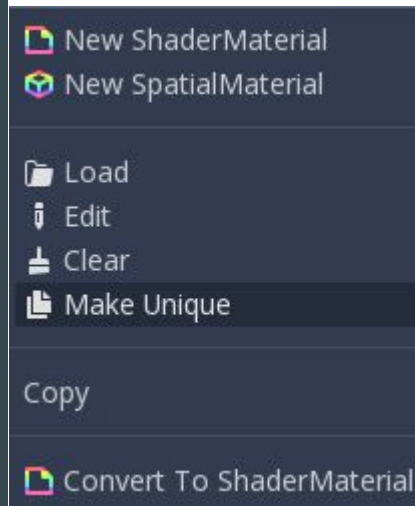 New ShaderMaterial
New SpatialMaterial
Load
Edit
Clear
Make Unique
Copy
Convert To ShaderMaterial